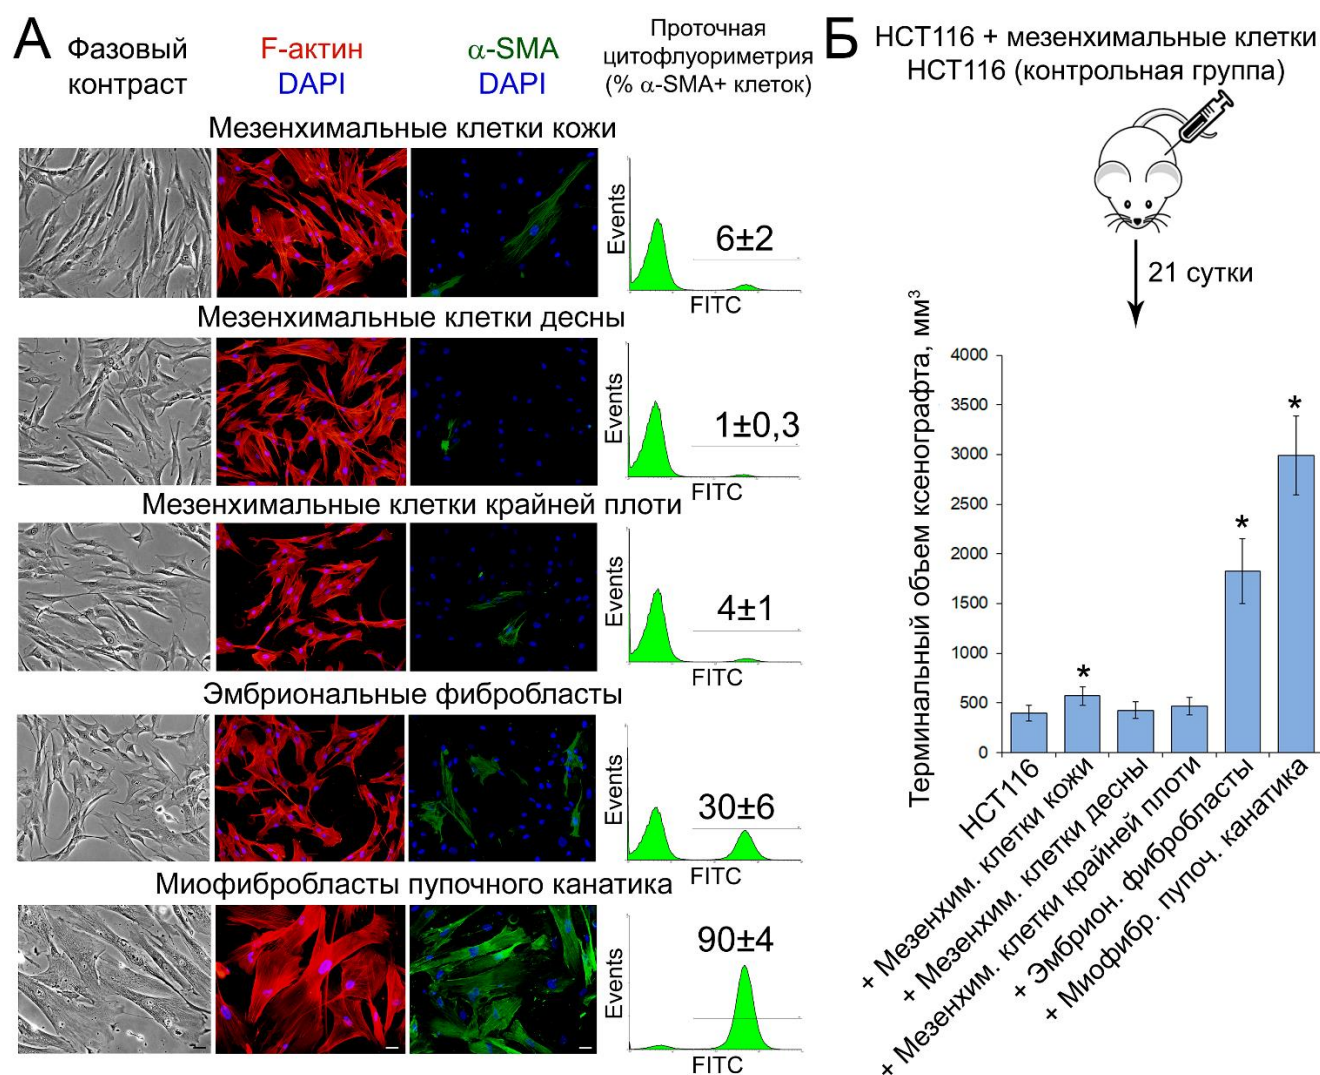 А
Фазовый
контраст
F-актин
DAPI
α-SMA
DAPI
Проточная
цитофлуориметрия
(% α-SMA+ клеток)
Мезенхимальные клетки кожи
Events
6±2
FITC
Мезенхимальные клетки десны
Events
1±0,3
FITC
Мезенхимальные клетки крайней плоти
Events
4±1
FITC
Эмбриональные фибробласты
Events
30±6
FITC
Миофибробласты пупочного канатика
Events
90±4
FITC
Б
HCT116 + мезенхимальные клетки
HCT116 (контрольная группа)
21 сутки
Терминальный объем ксенографта, мм³
4000
3500
3000
2500
2000
1500
1000
500
0
*
*
*
HCT116
+ Мезенхим. клетки кожи
+ Мезенхим. клетки десны
+ Мезенхим. клетки крайней плоти
+ Эмбрион. фибробласты
+ Миофибр. пупоч. канатика